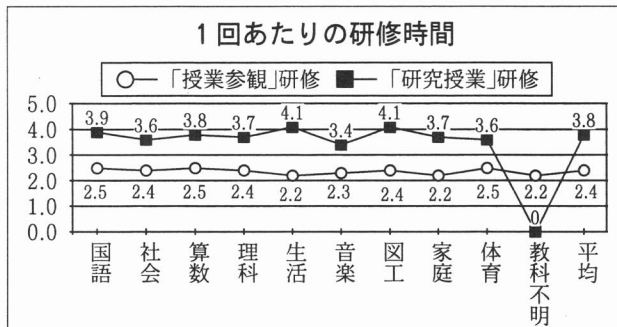 1回あたりの研修時間
「授業参観」研修 「研究授業」研修
5.0
4.0
3.0
2.0
1.0
0.0
3.9 3.6 3.8 3.7 4.1 3.4 4.1 3.7 3.6 0 3.8
2.5 2.4 2.5 2.4 2.2 2.3 2.4 2.2 2.5 2.2 2.4
国語 社会 算数 理科 生活 音楽 図工 家庭 体育 教科不明 平均